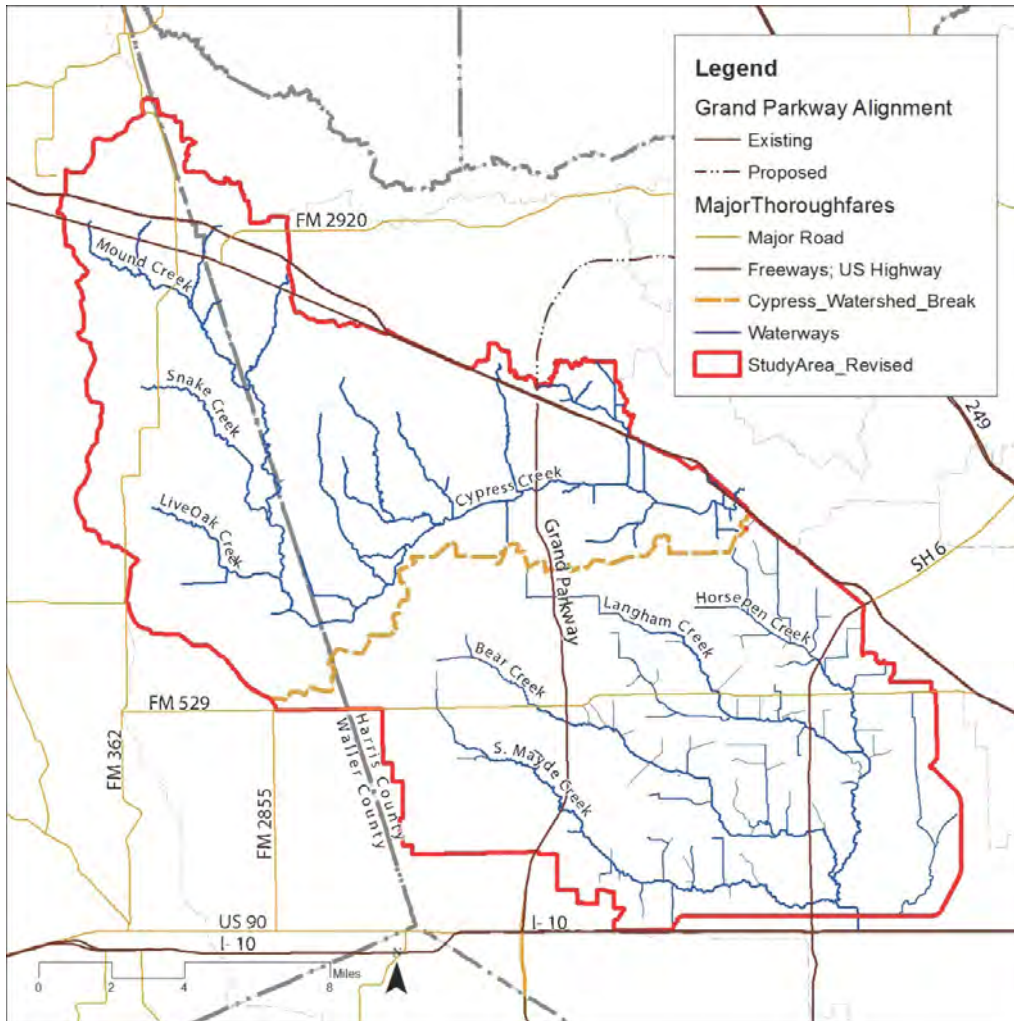 Legend
Grand Parkway Alignment
Existing
Proposed
MajorThoroughfares
Major Road
Freeways; US Highway
Cypress_Watershed_Break
Waterways
StudyArea_Revised
FM 2920
Mound Creek
Snake Creek
249
Cypress Creek
LiveOak Creek
Grand Parkway
SH 6
Horsepen Creek
Langham Creek
Bear Creek
FM 529
Harris County
Waller County
FM 362
FM 2855
S. Mayde Creek
US 90
I- 10
I- 10
Miles
0 2 4 8
N